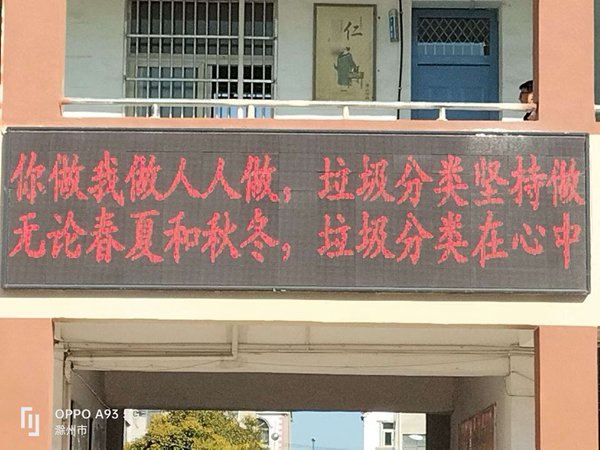 仁
你做我做人人做，垃圾分类坚持做
无论春夏和秋冬，垃圾分类在心中
OPPO A93 5G
滁州市